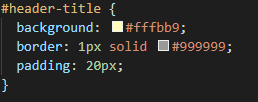 #header-title {
background: #fffbb9;
border: 1px solid #999999;
padding: 20px;
}